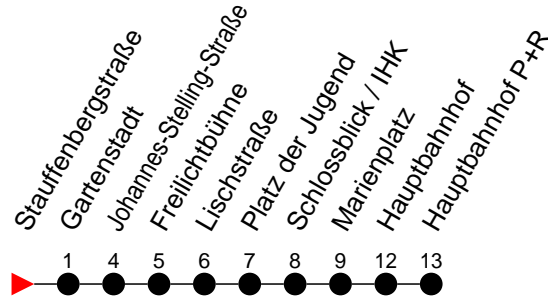 Stauffenbergstraße
Gartenstadt
Johannes-Stelling-Straße
Freilichtbühne
Lischstraße
Platz der Jugend
Schlossblick / IHK
Marienplatz
Hauptbahnhof
Hauptbahnhof P+R
1 4 5 6 7 8 9 12 13